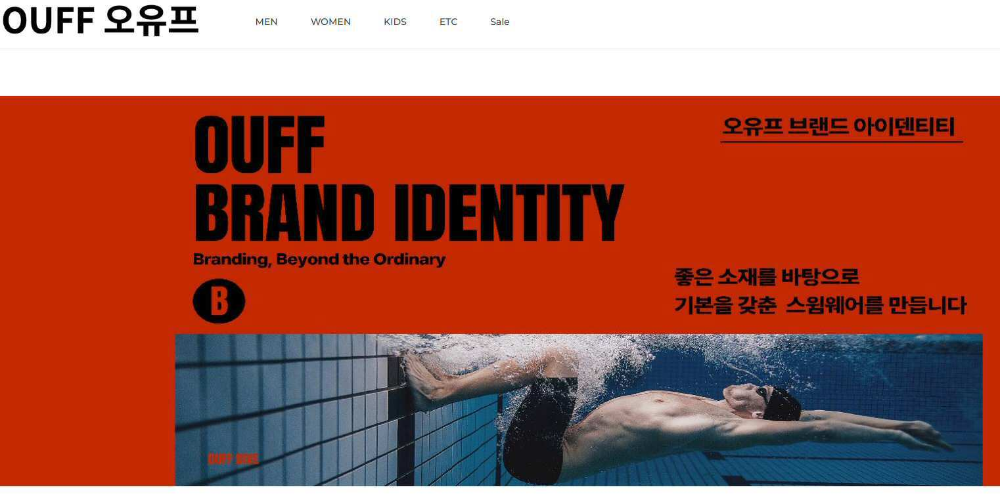 OUFF 오유프
MEN WOMEN KIDS ETC Sale
OUFF
BRAND IDENTITY
Branding, Beyond the Ordinary
B
오유프 브랜드 아이덴티티
좋은 소재를 바탕으로
기본을 갖춘 스윔웨어를 만듭니다
OUFF